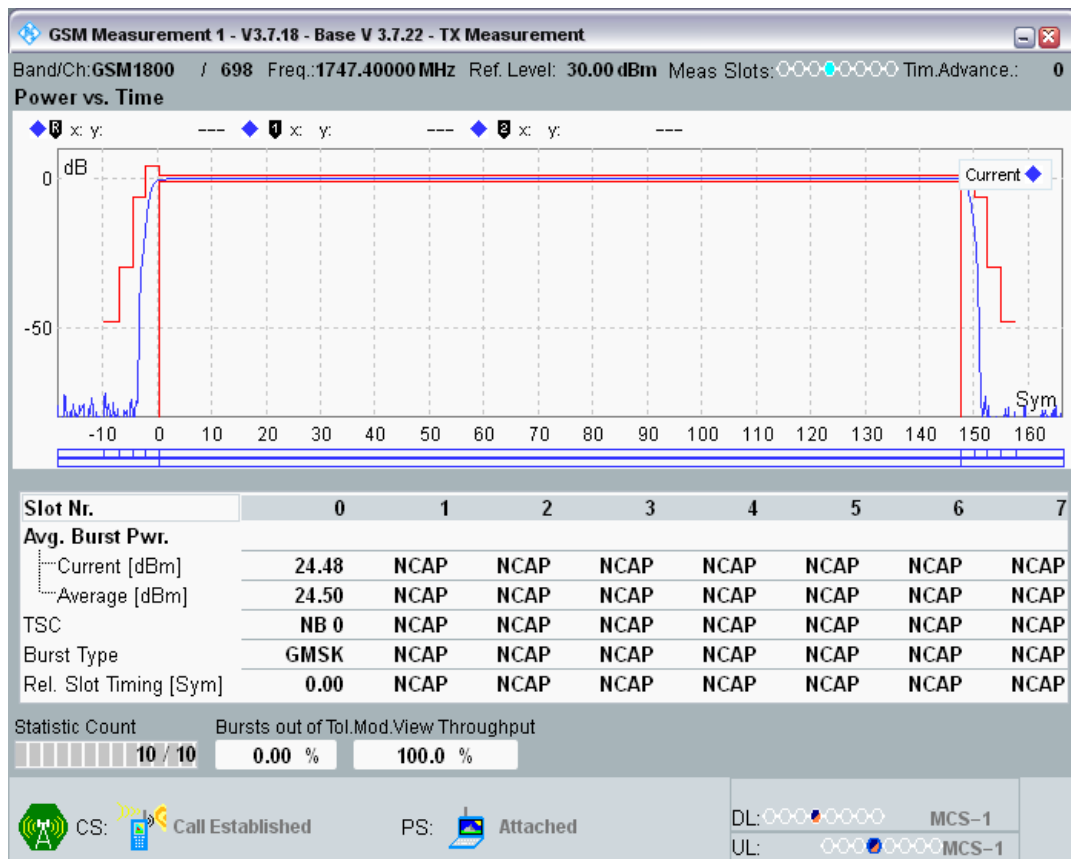 GSM Measurement 1 - V3.7.18 - Base V 3.7.22 - TX Measurement
Band/Ch:GSM1800 / 698 Freq.:1747.40000 MHz Ref. Level: 30.00 dBm Meas Slots: Tim.Advance.: 0
Power vs. Time
R x: y: --- 1 x: y: --- 2 x: y: ---
dB
0
Current
-50
Sym
-10 0 10 20 30 40 50 60 70 80 90 100 110 120 130 140 150 160
Slot Nr. 0 1 2 3 4 5 6 7
Avg. Burst Pwr.
Current [dBm] 24.48 NCAP NCAP NCAP NCAP NCAP NCAP NCAP
Average [dBm] 24.50 NCAP NCAP NCAP NCAP NCAP NCAP NCAP
TSC NB 0 NCAP NCAP NCAP NCAP NCAP NCAP NCAP
Burst Type GMSK NCAP NCAP NCAP NCAP NCAP NCAP NCAP
Rel. Slot Timing [Sym] 0.00 NCAP NCAP NCAP NCAP NCAP NCAP NCAP
Statistic Count Bursts out of Tol.Mod.View Throughput
10 / 10 0.00 % 100.0 %
CS: Call Established PS: Attached DL: MCS-1
UL: MCS-1